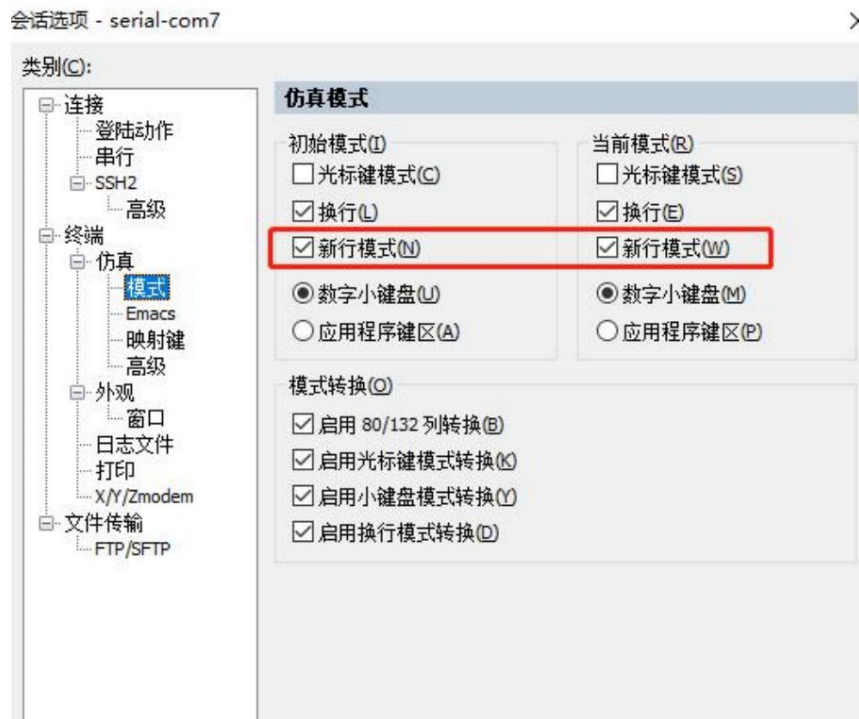 会话选项 - serial-com7
类别(C):
连接
登陆动作
串行
SSH2
高级
终端
仿真
模式
Emacs
映射键
高级
外观
窗口
日志文件
打印
X/Y/Zmodem
文件传输
FTP/SFTP
仿真模式
初始模式(I)
光标键模式(C)
换行(L)
新行模式(N)
数字小键盘(U)
应用程序键区(A)
当前模式(R)
光标键模式(S)
换行(E)
新行模式(W)
数字小键盘(M)
应用程序键区(P)
模式转换(O)
启用 80/132 列转换(B)
启用光标键模式转换(K)
启用小键盘模式转换(Y)
启用换行模式转换(D)